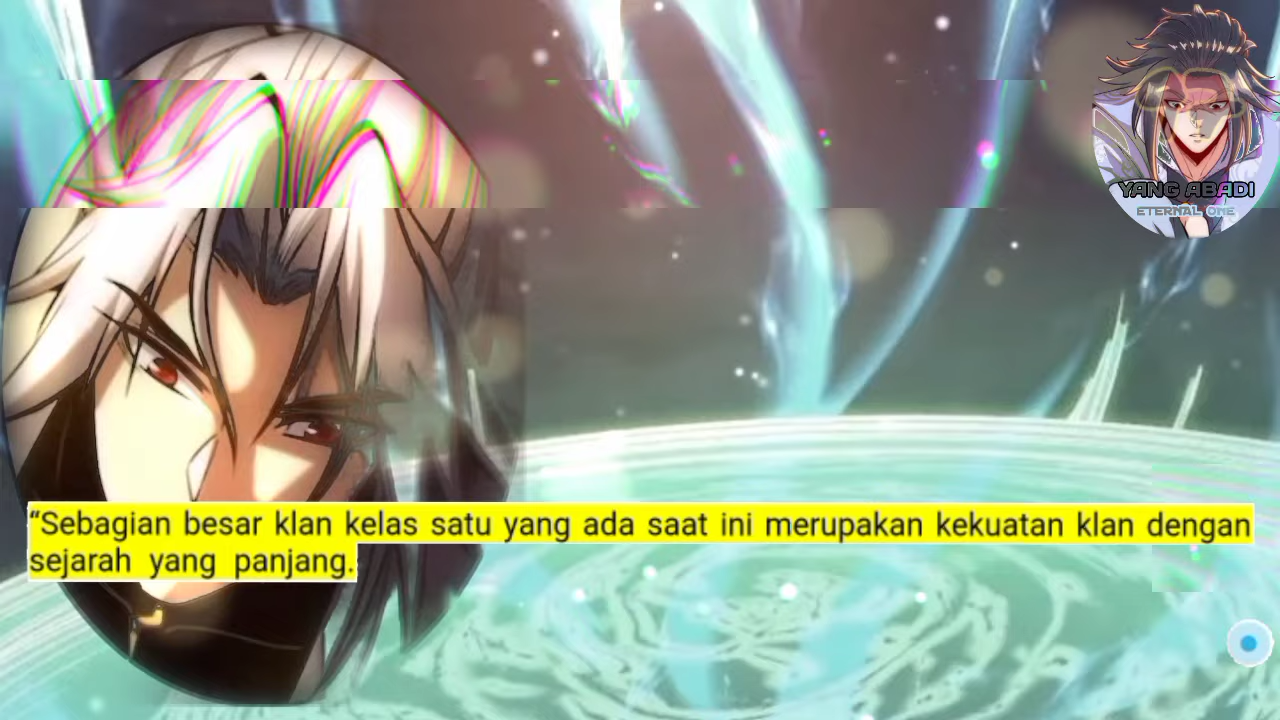 YANG ABADI
ETERNAL ONE
“Sebagian besar klan kelas satu yang ada saat ini merupakan kekuatan klan dengan
sejarah yang panjang.